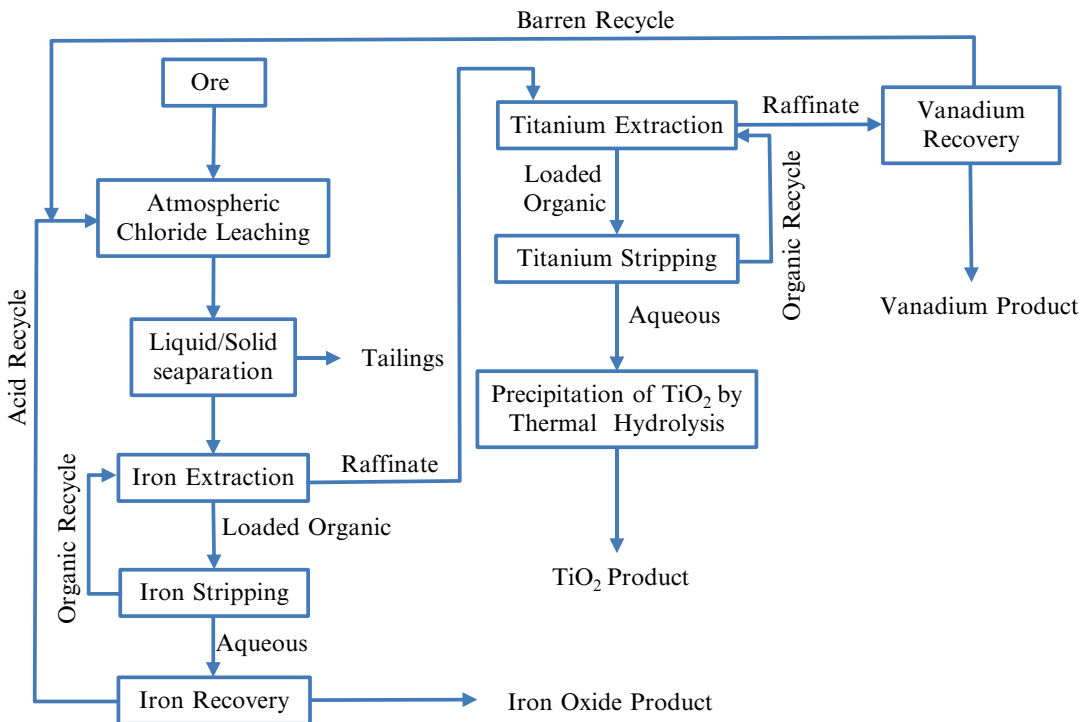 Barren Recycle
Ore
Atmospheric
Chloride Leaching
Liquid/Solid
seaparation
Tailings
Acid Recycle
Iron Extraction
Raffinate
Organic Recycle
Loaded Organic
Iron Stripping
Aqueous
Iron Recovery
Iron Oxide Product
Titanium Extraction
Raffinate
Vanadium
Recovery
Loaded
Organic
Organic Recycle
Titanium Stripping
Vanadium Product
Aqueous
Precipitation of TiO₂ by
Thermal Hydrolysis
TiO₂ Product